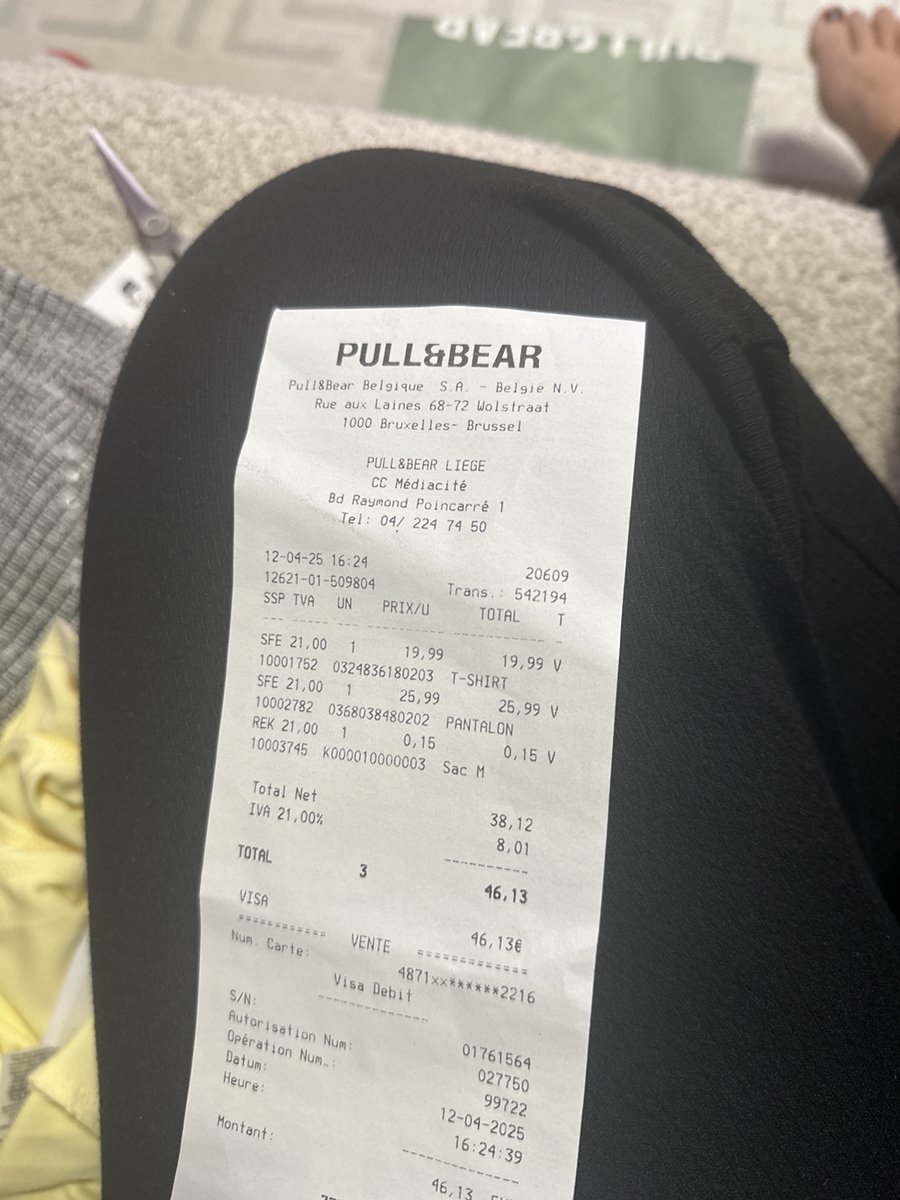 PULL&BEAR
PULL&BEAR
Pull&Bear Belgique S.A. - België N.V.
Rue aux Laines 68-72 Wolstraat
1000 Bruxelles- Brussel
PULL&BEAR LIEGE
CC Médiacité
Bd Raymond Poincarré 1
Tel: 04/ 224 74 50
12-04-25 16:24 20609
12621-01-509804 Trans.: 542194
SSP TVA UN PRIX/U TOTAL T
SFE 21,00 1 19,99 19,99 V
10001752 0324836180203 T-SHIRT
SFE 21,00 1 25,99 25,99 V
10002782 0368038480202 PANTALON
REK 21,00 1 0,15 0,15 V
10003745 K000010000003 Sac M
Total Net 38,12
IVA 21,00% 8,01
TOTAL 3 46,13
VISA 46,13€
============ VENTE ============
Num. Carte: 4871xx******2216
Visa Debit
S/N: 01761564
Autorisation Num: 027750
Opération Num.: 99722
Datum: 12-04-2025
Heure: 16:24:39
Montant: 46,13